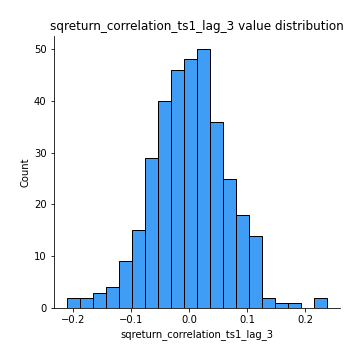 sqreturn_correlation_ts1_lag_3 value distribution
50
40
30
20
10
0
Count
−0.2 −0.1 0.0 0.1 0.2
sqreturn_correlation_ts1_lag_3